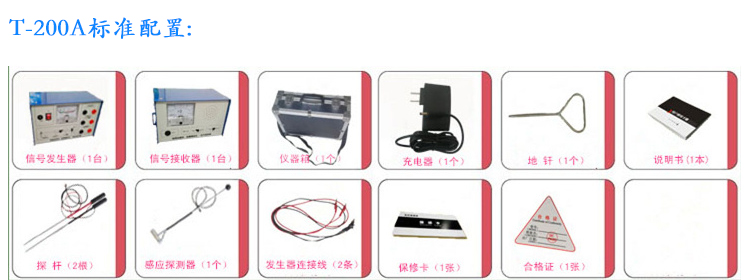 T-200A标准配置:
信号发生器（1台）
信号接收器（1台）
仪器箱（1个）
充电器（1个）
地 钎（1个）
说明书(1本)
探 杆（2根）
感应探测器（1个）
发生器连接线（2条）
保修卡（1张）
合格证（1张）
合格证